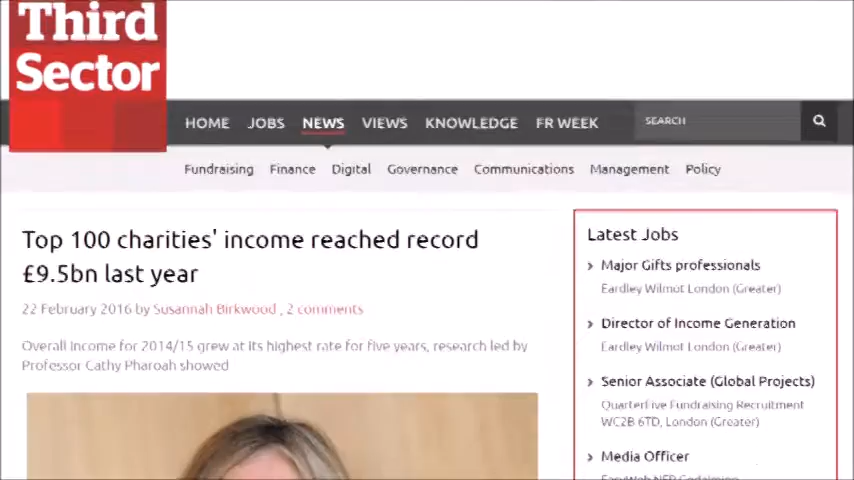 Third
Sector
HOME JOBS NEWS VIEWS KNOWLEDGE FR WEEK SEARCH
Fundraising Finance Digital Governance Communications Management Policy
Top 100 charities' income reached record
£9.5bn last year
22 February 2016 by Susannah Birkwood , 2 comments
Overall income for 2014/15 grew at its highest rate for five years, research led by
Professor Cathy Pharoah showed
Latest Jobs
Major Gifts professionals
Eardley Wilmot London (Greater)
Director of Income Generation
Eardley Wilmot London (Greater)
Senior Associate (Global Projects)
QuarterFive Fundraising Recruitment
WC2B 6TD, London (Greater)
Media Officer